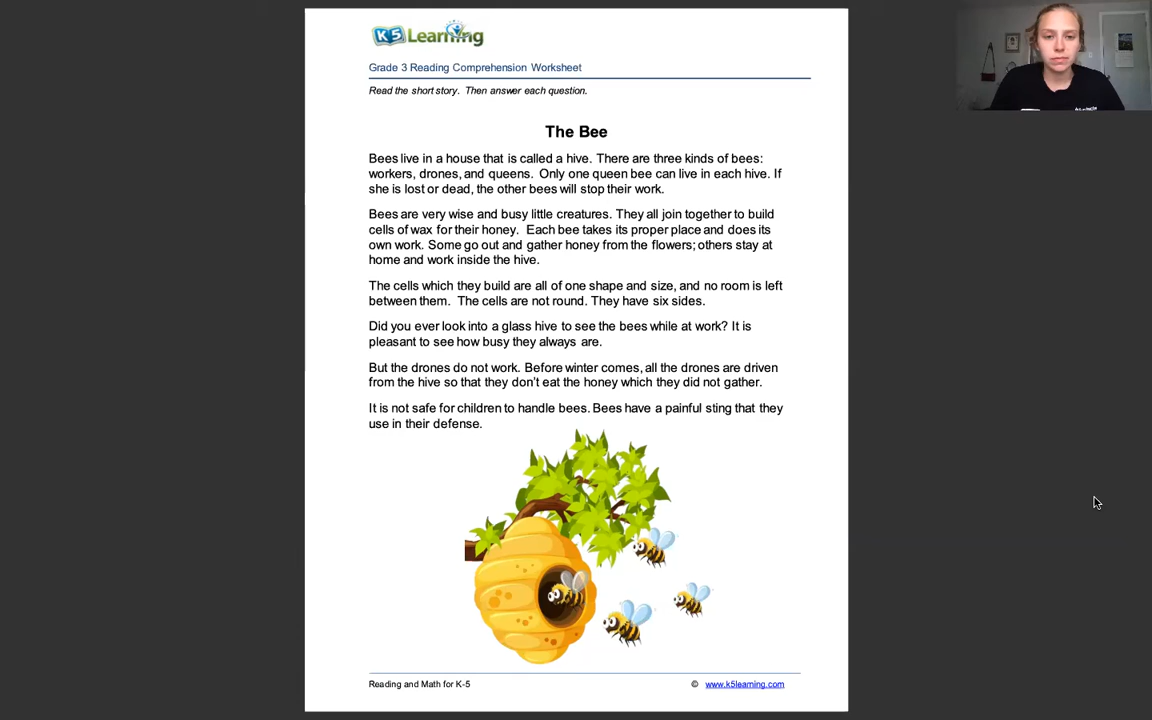 K5 Learning
Grade 3 Reading Comprehension Worksheet
Read the short story. Then answer each question.
The Bee
Bees live in a house that is called a hive. There are three kinds of bees:
workers, drones, and queens. Only one queen bee can live in each hive. If
she is lost or dead, the other bees will stop their work.
Bees are very wise and busy little creatures. They all join together to build
cells of wax for their honey. Each bee takes its proper place and does its
own work. Some go out and gather honey from the flowers; others stay at
home and work inside the hive.
The cells which they build are all of one shape and size, and no room is left
between them. The cells are not round. They have six sides.
Did you ever look into a glass hive to see the bees while at work? It is
pleasant to see how busy they always are.
But the drones do not work. Before winter comes, all the drones are driven
from the hive so that they don't eat the honey which they did not gather.
It is not safe for children to handle bees. Bees have a painful sting that they
use in their defense.
Reading and Math for K-5
© www.k5learning.com